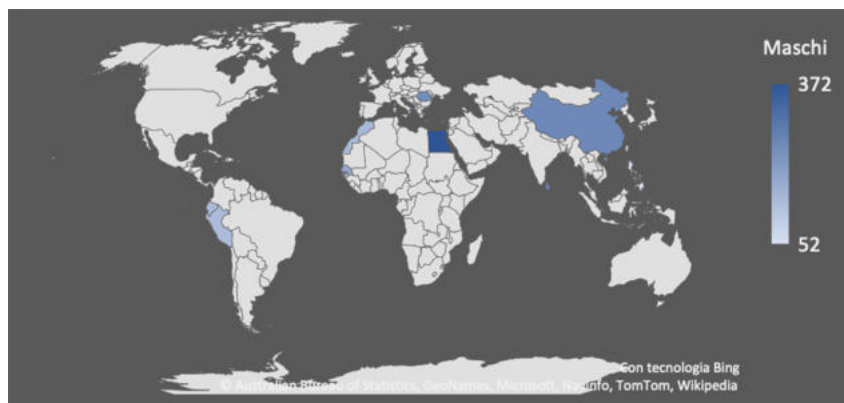 Maschi
372
52
Con tecnologia Bing
© Australian Bureau of Statistics, GeoNames, Microsoft, Navinfo, TomTom, Wikipedia